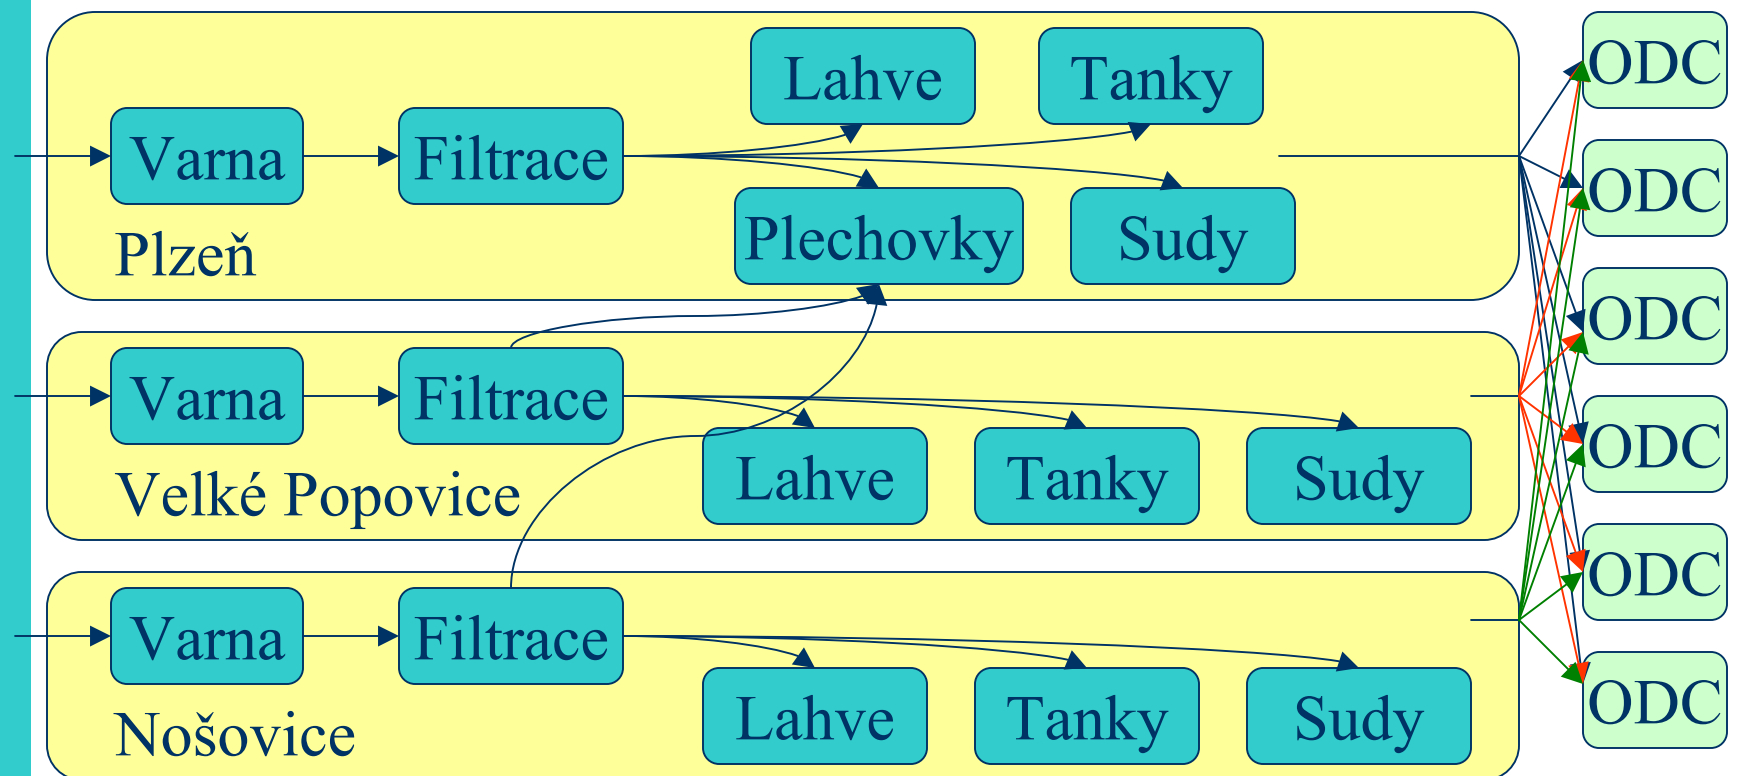 Lahve
Tanky
ODC
Varna
Filtrace
ODC
Plechovky
Sudy
Plzeň
ODC
Varna
Filtrace
ODC
Lahve
Tanky
Sudy
Velké Popovice
ODC
Varna
Filtrace
ODC
Lahve
Tanky
Sudy
Nošovice